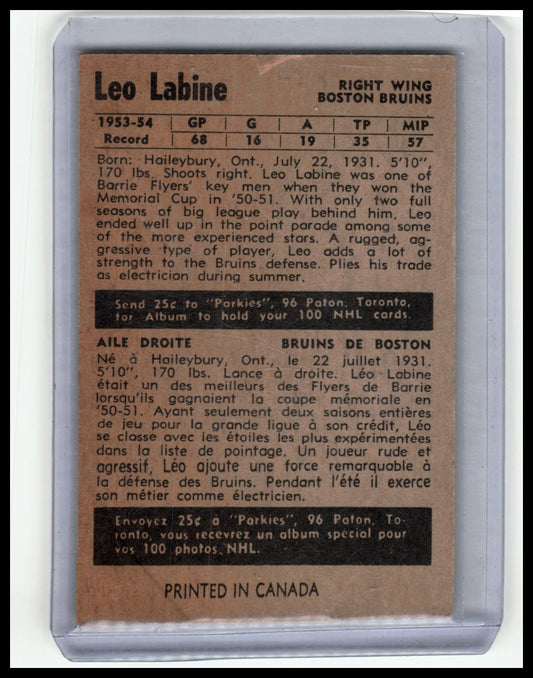 Leo Labine
RIGHT WING
BOSTON BRUINS
1953-54 | GP | G | A | TP | MIP
Record | 68 | 16 | 19 | 35 | 57
Born: Haileybury, Ont., July 22, 1931. 5'10",
170 lbs. Shoots right. Leo Labine was one of
Barrie Flyers' key men when they won the
Memorial Cup in '50-51. With only two full
seasons of big league play behind him, Leo
ended well up in the point parade among some
of the more experienced stars. A rugged, ag-
gressive type of player, Leo adds a lot of
strength to the Bruins defense. Plies his trade
as electrician during summer.
Send 25¢ to "Parkies", 96 Paton, Toronto,
for Album to hold your 100 NHL cards.
AILE DROITE BRUINS DE BOSTON
Né à Haileybury, Ont., le 22 juillet 1931.
5'10", 170 lbs. Lance à droite. Léo Labine
était un des meilleurs des Flyers de Barrie
lorsqu'ils gagnaient la coupe mémoriale en
'50-51. Ayant seulement deux saisons entières
de jeu pour la grande ligue à son crédit, Léo
se classe avec les étoiles les plus expérimentées
dans la liste de pointage. Un joueur rude et
agressif, Léo ajoute une force remarquable à
la défense des Bruins. Pendant l'été il exerce
son métier comme électricien.
Envoyez 25¢ à "Parkies", 96 Paton, To-
ronto, vous recevrez un album special pour
vos 100 photos NHL.
PRINTED IN CANADA